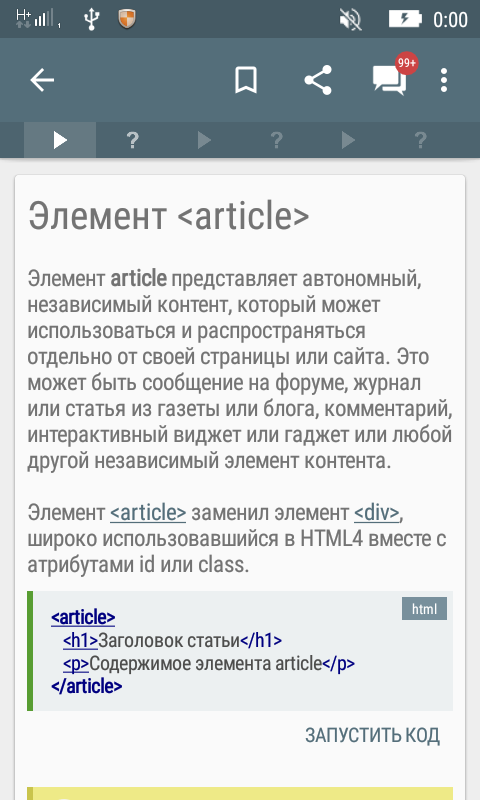 H+ 0:00
99+
? ? ?
Элемент <article>
Элемент article представляет автономный,
независимый контент, который может
использоваться и распространяться
отдельно от своей страницы или сайта. Это
может быть сообщение на форуме, журнал
или статья из газеты или блога, комментарий,
интерактивный виджет или гаджет или любой
другой независимый элемент контента.
Элемент <article> заменил элемент <div>,
широко использовавшийся в HTML4 вместе с
атрибутами id или class.
html
<article>
<h1>Заголовок статьи</h1>
<p>Содержимое элемента article</p>
</article>
ЗАПУСТИТЬ КОД